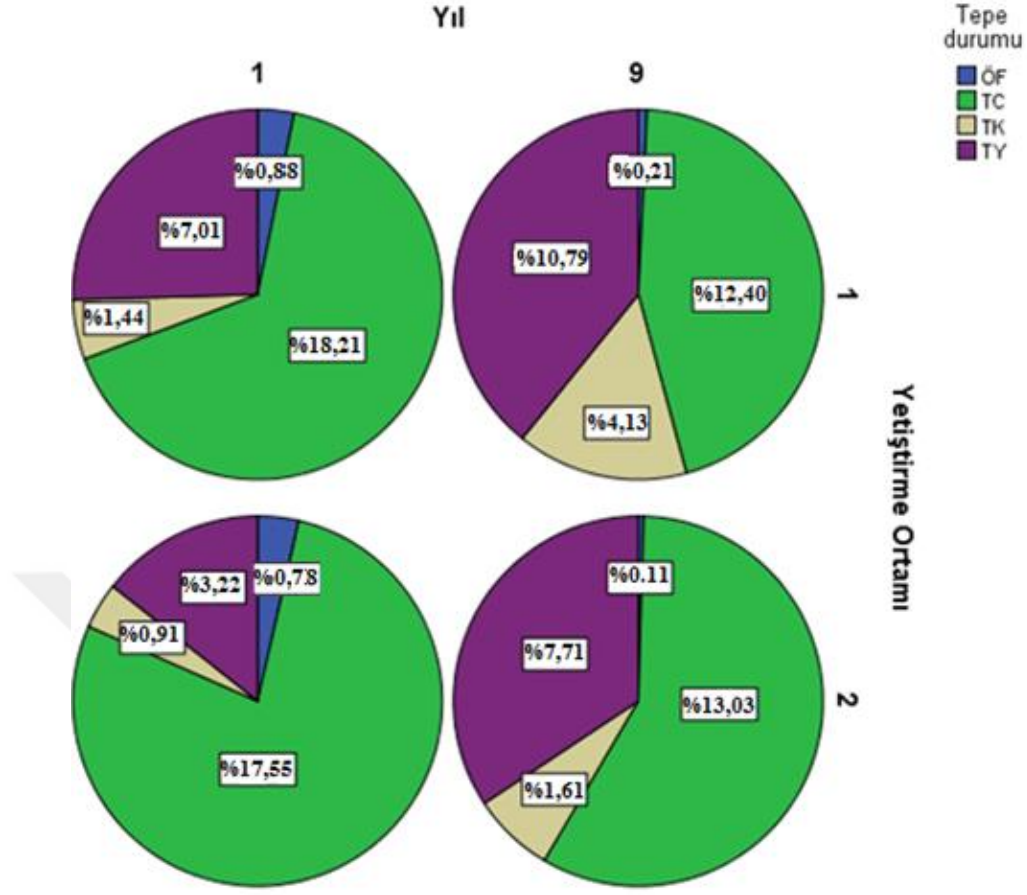 Yıl
Tepe
durumu
ÖF
TC
TK
TY
1
9
%0,88
%7,01
%1,44
%18,21
%0,21
%10,79
%12,40
%4,13
1
Yetiştirme Ortamı
%3,22
%0,78
%0,91
%17,55
%0.11
%7,71
%13,03
%1,61
2